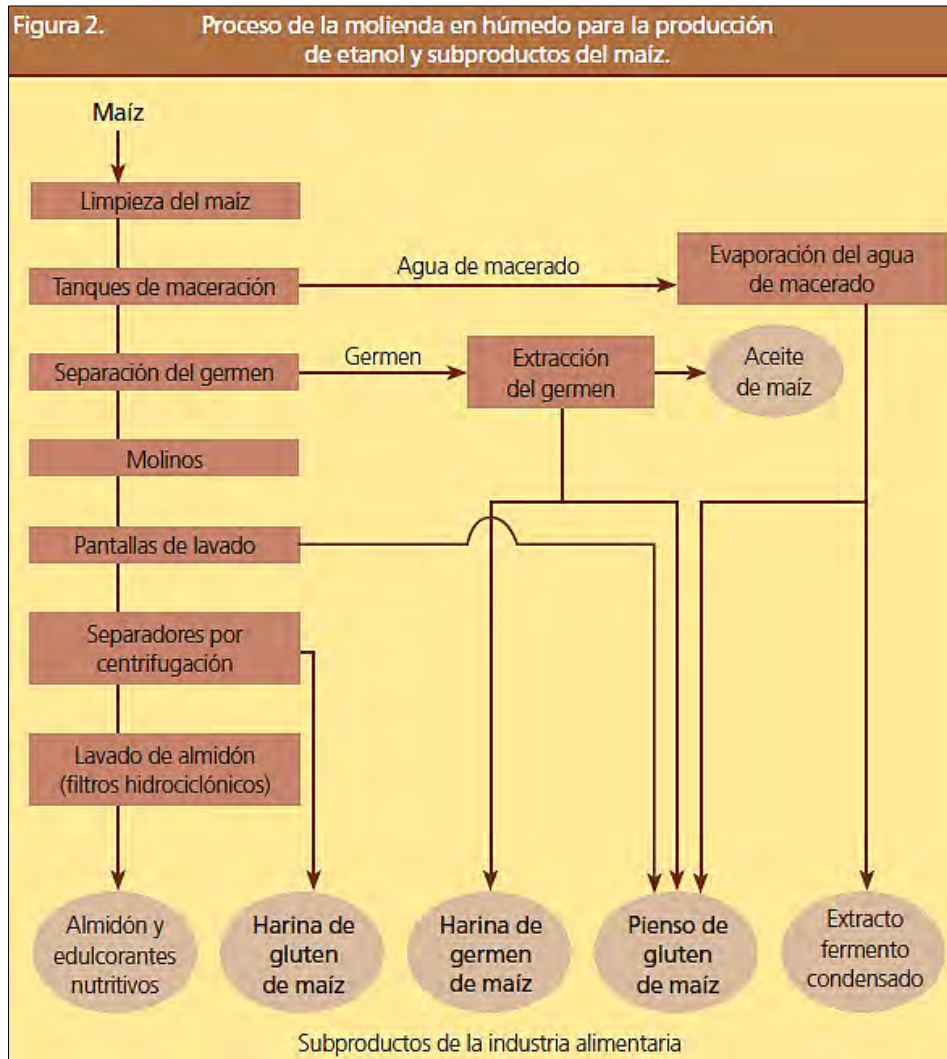 Figura 2. Proceso de la molienda en húmedo para la producción
de etanol y subproductos del maíz.
Maíz
Limpieza del maíz
Tanques de maceración
Agua de macerado
Evaporación del agua
de macerado
Separación del germen
Germen
Extracción
del germen
Aceite
de maíz
Molinos
Pantallas de lavado
Separadores por
centrifugación
Lavado de almidón
(filtros hidrociclónicos)
Almidón y
edulcorantes
nutritivos
Harina de
gluten
de maíz
Harina de
germen
de maíz
Pienso de
gluten
de maíz
Extracto
fermento
condensado
Subproductos de la industria alimentaria